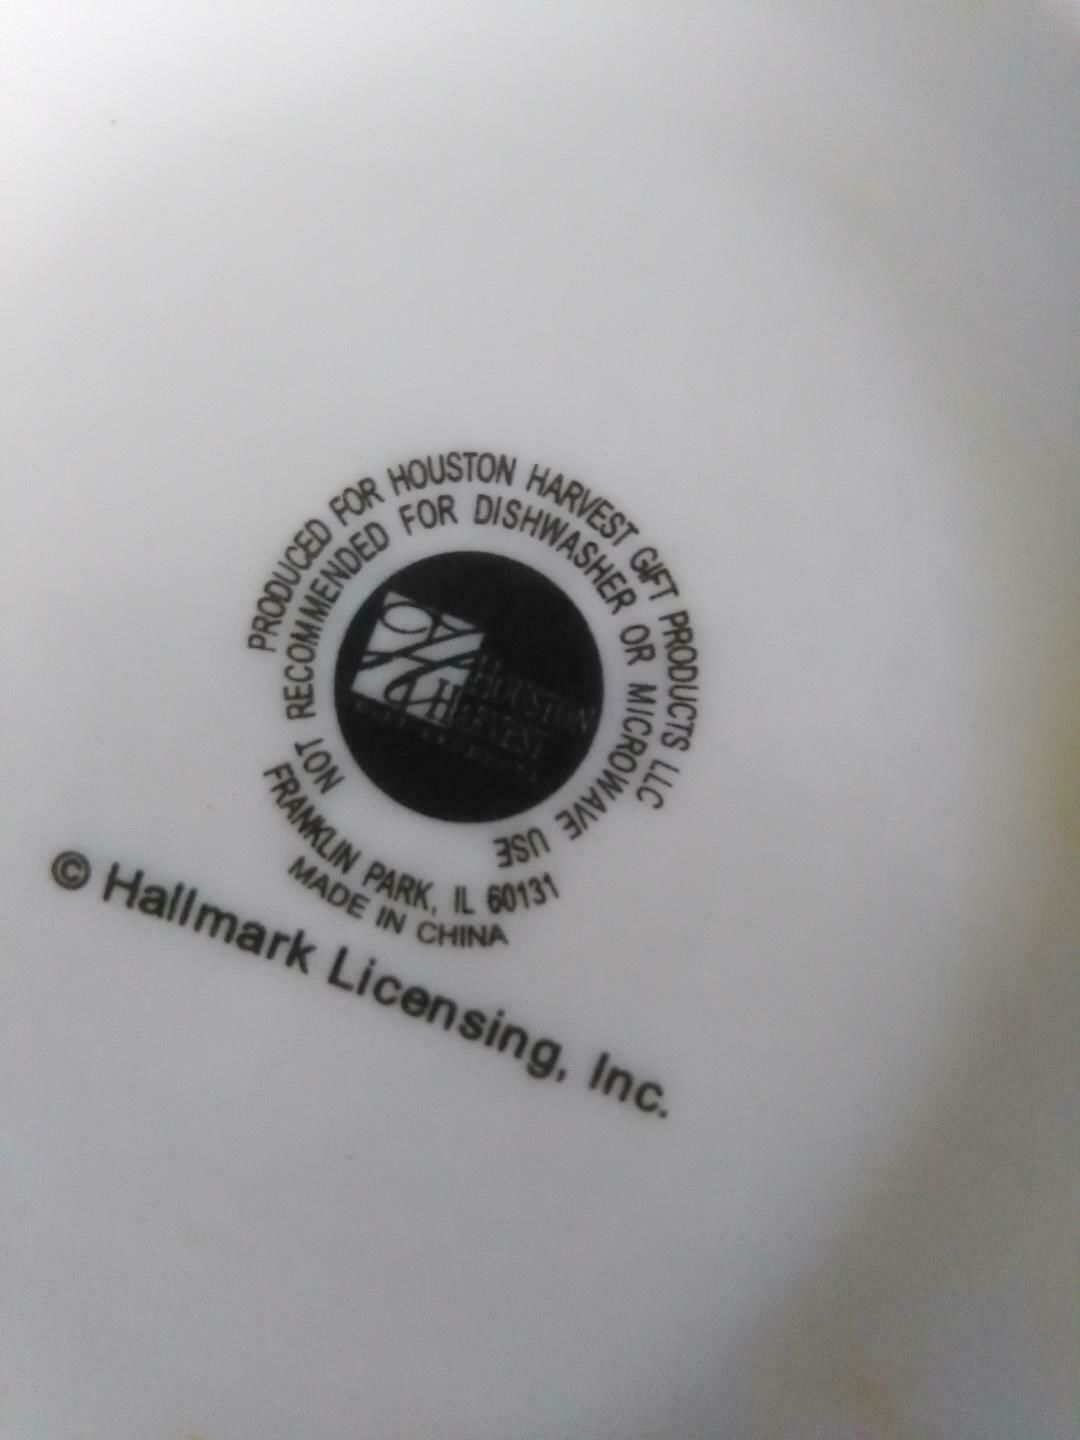 PRODUCED FOR HOUSTON HARVEST GIFT PRODUCTS LLC
NOT RECOMMENDED FOR DISHWASHER OR MICROWAVE USE
HOUSTON
HARVEST
FRANKLIN PARK, IL 60131
MADE IN CHINA
© Hallmark Licensing, Inc.